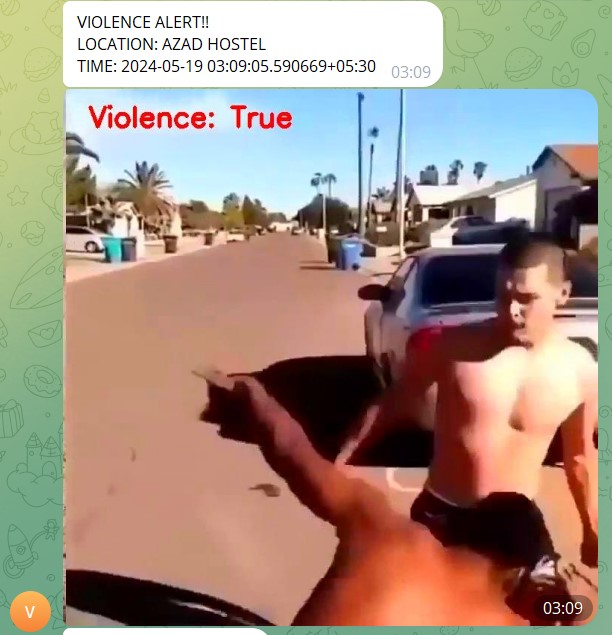 VIOLENCE ALERT!!
LOCATION: AZAD HOSTEL
TIME: 2024-05-19 03:09:05.590669+05:30
03:09
Violence: True
V
03:09